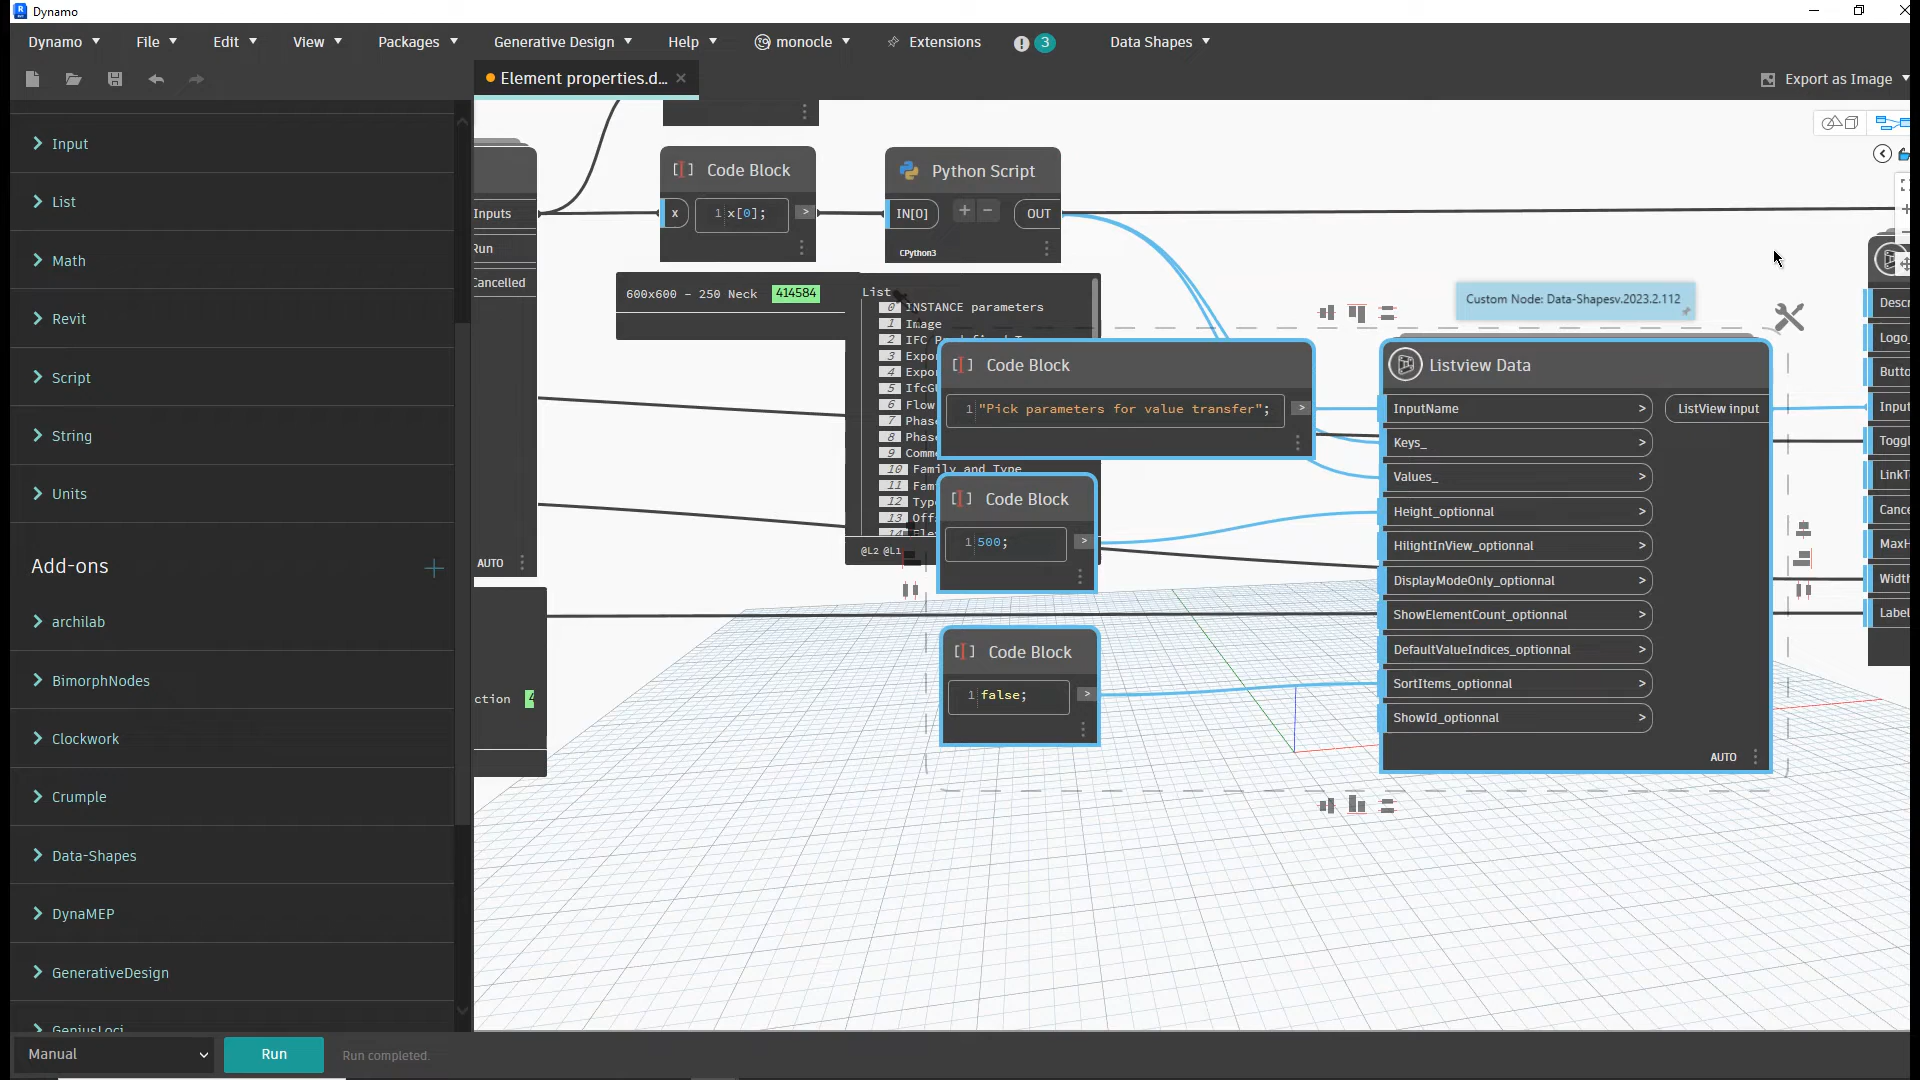 Dynamo
Dynamo File Edit View Packages Generative Design Help monocle Extensions 3 Data Shapes
Element properties.d...
Export as Image
Input
List
Math
Revit
Script
String
Units
Add-ons
archilab
BimorphNodes
Clockwork
Crumple
Data-Shapes
DynaMEP
GenerativeDesign
GeniusLoci
Manual
Run
Run completed.
Inputs
Run
Cancelled
AUTO
ction
Code Block
x
1 x[0];
>
Python Script
IN[0] + − OUT
CPython3
600x600 – 250 Neck 414584
List
0 INSTANCE parameters
1 Image
2 IFC
3 Expo
4 Expo
5 IfcG
6 Flow
7 Phas
8 Phas
9 Comm
10 Family and Type
11 Fam
12 Typ
13 Off
14
@L2 @L1
Code Block
1 "Pick parameters for value transfer";
>
Code Block
1 500;
>
Code Block
1 false;
>
Custom Node: Data-Shapesv.2023.2.112
Listview Data
InputName >
ListView input
Keys_ >
Values_ >
Height_optionnal >
HilightInView_optionnal >
DisplayModeOnly_optionnal >
ShowElementCount_optionnal >
DefaultValueIndices_optionnal >
SortItems_optionnal >
ShowId_optionnal >
AUTO
Descr
Logo_
Butto
Input
Toggl
LinkT
Cance
MaxH
Width
Label